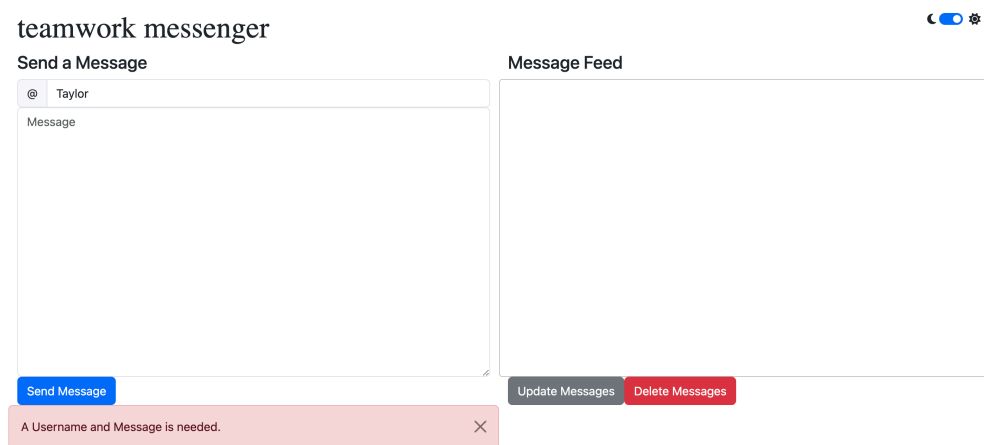 teamwork messenger
Send a Message
@ Taylor
Message
Send Message
A Username and Message is needed.
Message Feed
Update Messages
Delete Messages